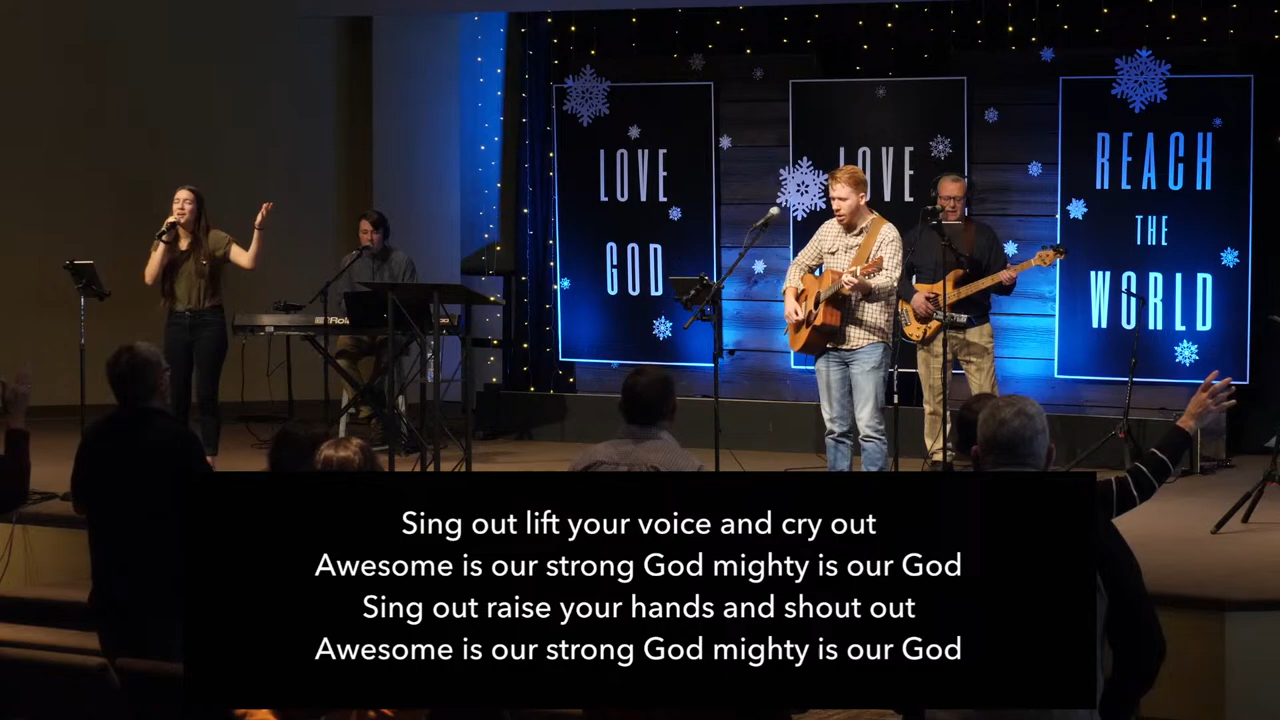 LOVE
GOD
LOVE
REACH
THE
WORLD
Roland
Sing out lift your voice and cry out
Awesome is our strong God mighty is our God
Sing out raise your hands and shout out
Awesome is our strong God mighty is our God